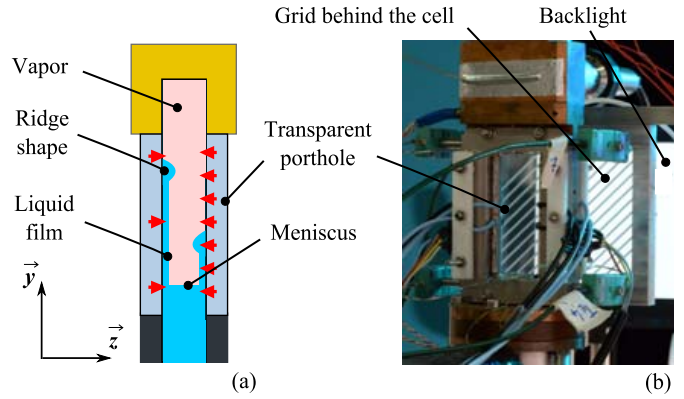 Grid behind the cell
Backlight
Vapor
Ridge
shape
Transparent
porthole
Liquid
film
Meniscus
y
z
(a)
(b)